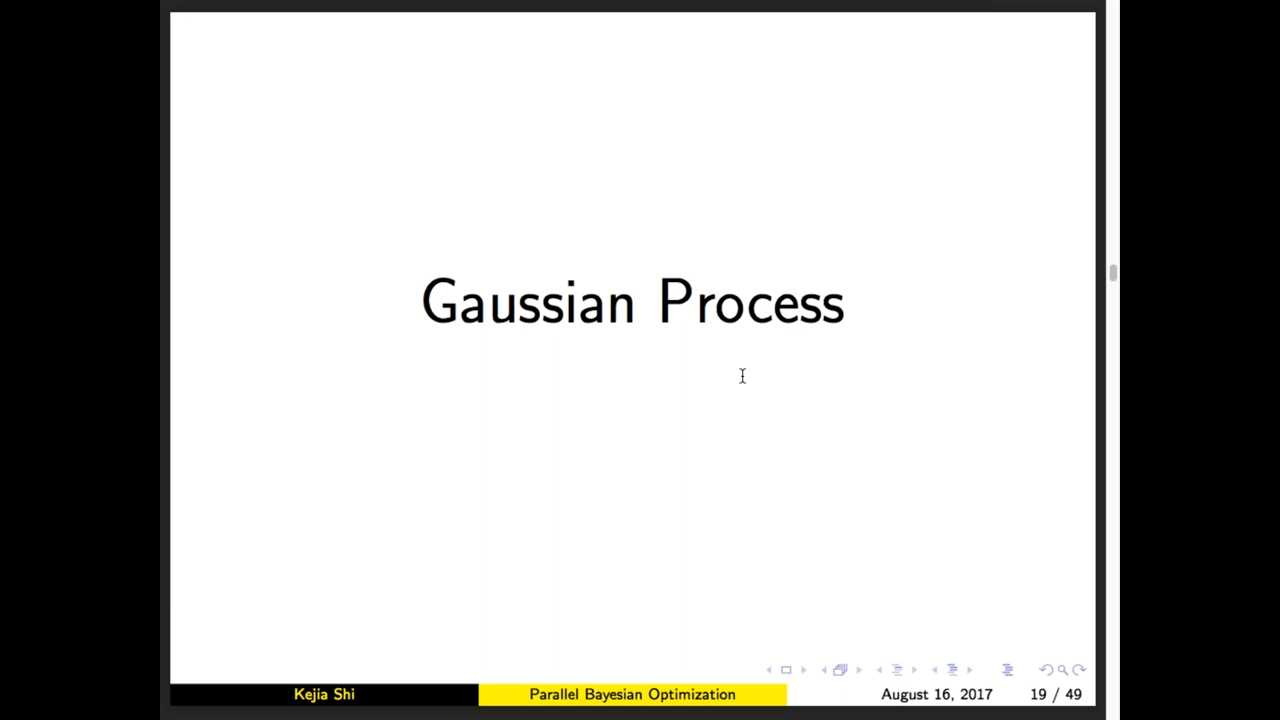 Gaussian Process
Kejia Shi
Parallel Bayesian Optimization
August 16, 2017
19 / 49